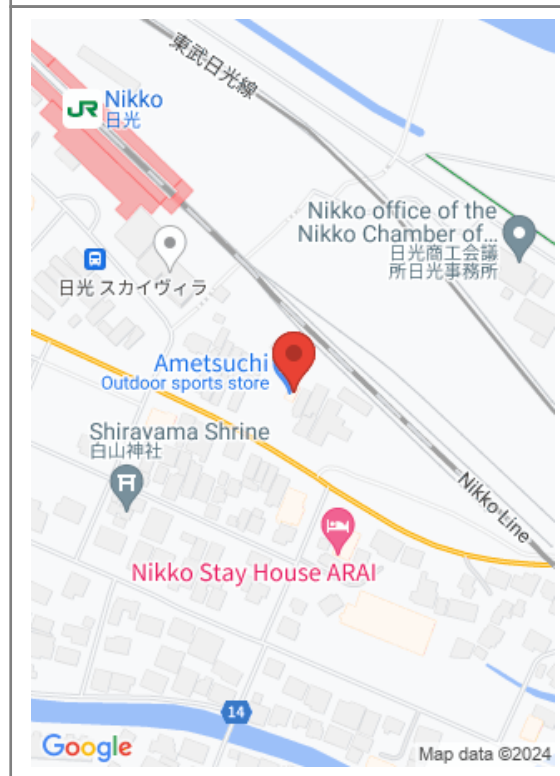 東武日光線
JR Nikko
日光
Nikko office of the
Nikko Chamber of...
日光商工会議
所日光事務所
日光 スカイヴィラ
Ametsuchi
Outdoor sports store
Shirayama Shrine
白山神社
Nikko Line
Nikko Stay House ARAI
14
Google
Map data ©2024